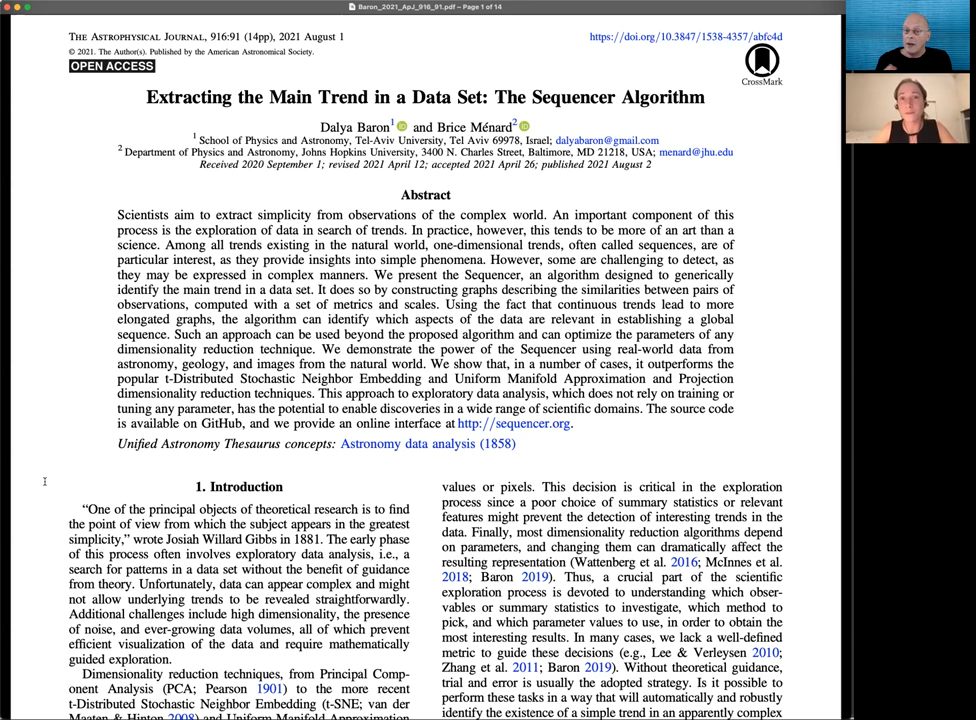 Baron_2021_ApJ_916_91.pdf – Page 1 of 14
THE ASTROPHYSICAL JOURNAL, 916:91 (14pp), 2021 August 1
https://doi.org/10.3847/1538-4357/abfc4d
© 2021. The Author(s). Published by the American Astronomical Society.
OPEN ACCESS
CrossMark
Extracting the Main Trend in a Data Set: The Sequencer Algorithm
Dalya Baron1 and Brice Ménard2
1 School of Physics and Astronomy, Tel-Aviv University, Tel Aviv 69978, Israel; dalyabaron@gmail.com
2 Department of Physics and Astronomy, Johns Hopkins University, 3400 N. Charles Street, Baltimore, MD 21218, USA; menard@jhu.edu
Received 2020 September 1; revised 2021 April 12; accepted 2021 April 26; published 2021 August 2
Abstract
Scientists aim to extract simplicity from observations of the complex world. An important component of this
process is the exploration of data in search of trends. In practice, however, this tends to be more of an art than a
science. Among all trends existing in the natural world, one-dimensional trends, often called sequences, are of
particular interest, as they provide insights into simple phenomena. However, some are challenging to detect, as
they may be expressed in complex manners. We present the Sequencer, an algorithm designed to generically
identify the main trend in a data set. It does so by constructing graphs describing the similarities between pairs of
observations, computed with a set of metrics and scales. Using the fact that continuous trends lead to more
elongated graphs, the algorithm can identify which aspects of the data are relevant in establishing a global
sequence. Such an approach can be used beyond the proposed algorithm and can optimize the parameters of any
dimensionality reduction technique. We demonstrate the power of the Sequencer using real-world data from
astronomy, geology, and images from the natural world. We show that, in a number of cases, it outperforms the
popular t-Distributed Stochastic Neighbor Embedding and Uniform Manifold Approximation and Projection
dimensionality reduction techniques. This approach to exploratory data analysis, which does not rely on training or
tuning any parameter, has the potential to enable discoveries in a wide range of scientific domains. The source code
is available on GitHub, and we provide an online interface at http://sequencer.org.
Unified Astronomy Thesaurus concepts: Astronomy data analysis (1858)
1. Introduction
“One of the principal objects of theoretical research is to find
the point of view from which the subject appears in the greatest
simplicity,” wrote Josiah Willard Gibbs in 1881. The early phase
of this process often involves exploratory data analysis, i.e., a
search for patterns in a data set without the benefit of guidance
from theory. Unfortunately, data can appear complex and might
not allow underlying trends to be revealed straightforwardly.
Additional challenges include high dimensionality, the presence
of noise, and ever-growing data volumes, all of which prevent
efficient visualization of the data and require mathematically
guided exploration.
Dimensionality reduction techniques, from Principal Comp-
onent Analysis (PCA; Pearson 1901) to the more recent
t-Distributed Stochastic Neighbor Embedding (t-SNE; van der
Maaten & Hinton 2008) and Uniform Manifold Approximation
values or pixels. This decision is critical in the exploration
process since a poor choice of summary statistics or relevant
features might prevent the detection of interesting trends in the
data. Finally, most dimensionality reduction algorithms depend
on parameters, and changing them can dramatically affect the
resulting representation (Wattenberg et al. 2016; McInnes et al.
2018; Baron 2019). Thus, a crucial part of the scientific
exploration process is devoted to understanding which obser-
vables or summary statistics to investigate, which method to
pick, and which parameter values to use, in order to obtain the
most interesting results. In many cases, we lack a well-defined
metric to guide these decisions (e.g., Lee & Verleysen 2010;
Zhang et al. 2011; Baron 2019). Without theoretical guidance,
trial and error is usually the adopted strategy. Is it possible to
perform these tasks in a way that will automatically and robustly
identify the existence of a simple trend in an apparently complex